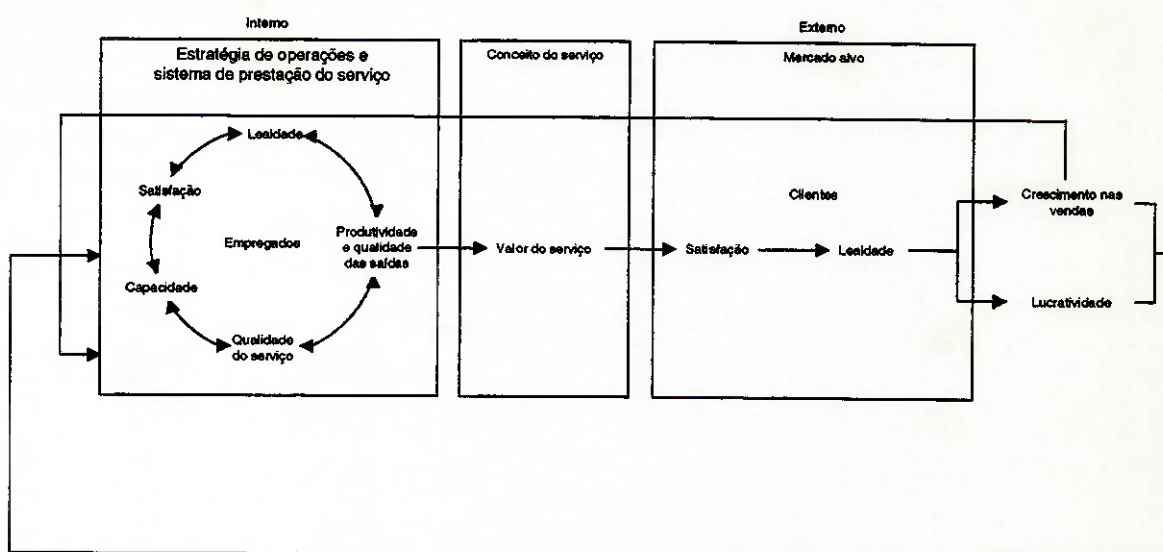 Interno
Externo
Estratégia de operações e
sistema de prestação do serviço
Conceito do serviço
Mercado alvo
Lealdade
Satisfação
Empregados
Produtividade
e qualidade
das saídas
Capacidade
Qualidade
do serviço
Valor do serviço
Clientes
Satisfação
Lealdade
Crescimento nas
vendas
Lucratividade